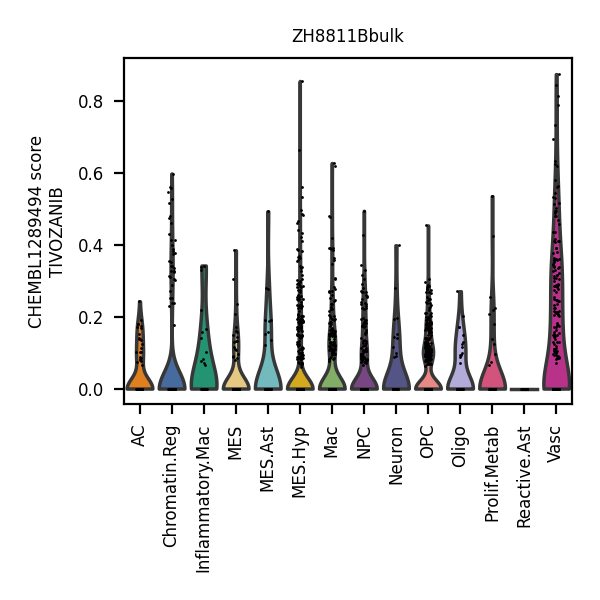 ZH8811Bbulk
CHEMBL1289494 score
TIVOZANIB
0.8
0.6
0.4
0.2
0.0
AC
Chromatin.Reg
Inflammatory.Mac
MES
MES.Ast
MES.Hyp
Mac
NPC
Neuron
OPC
Oligo
Prolif.Metab
Reactive.Ast
Vasc